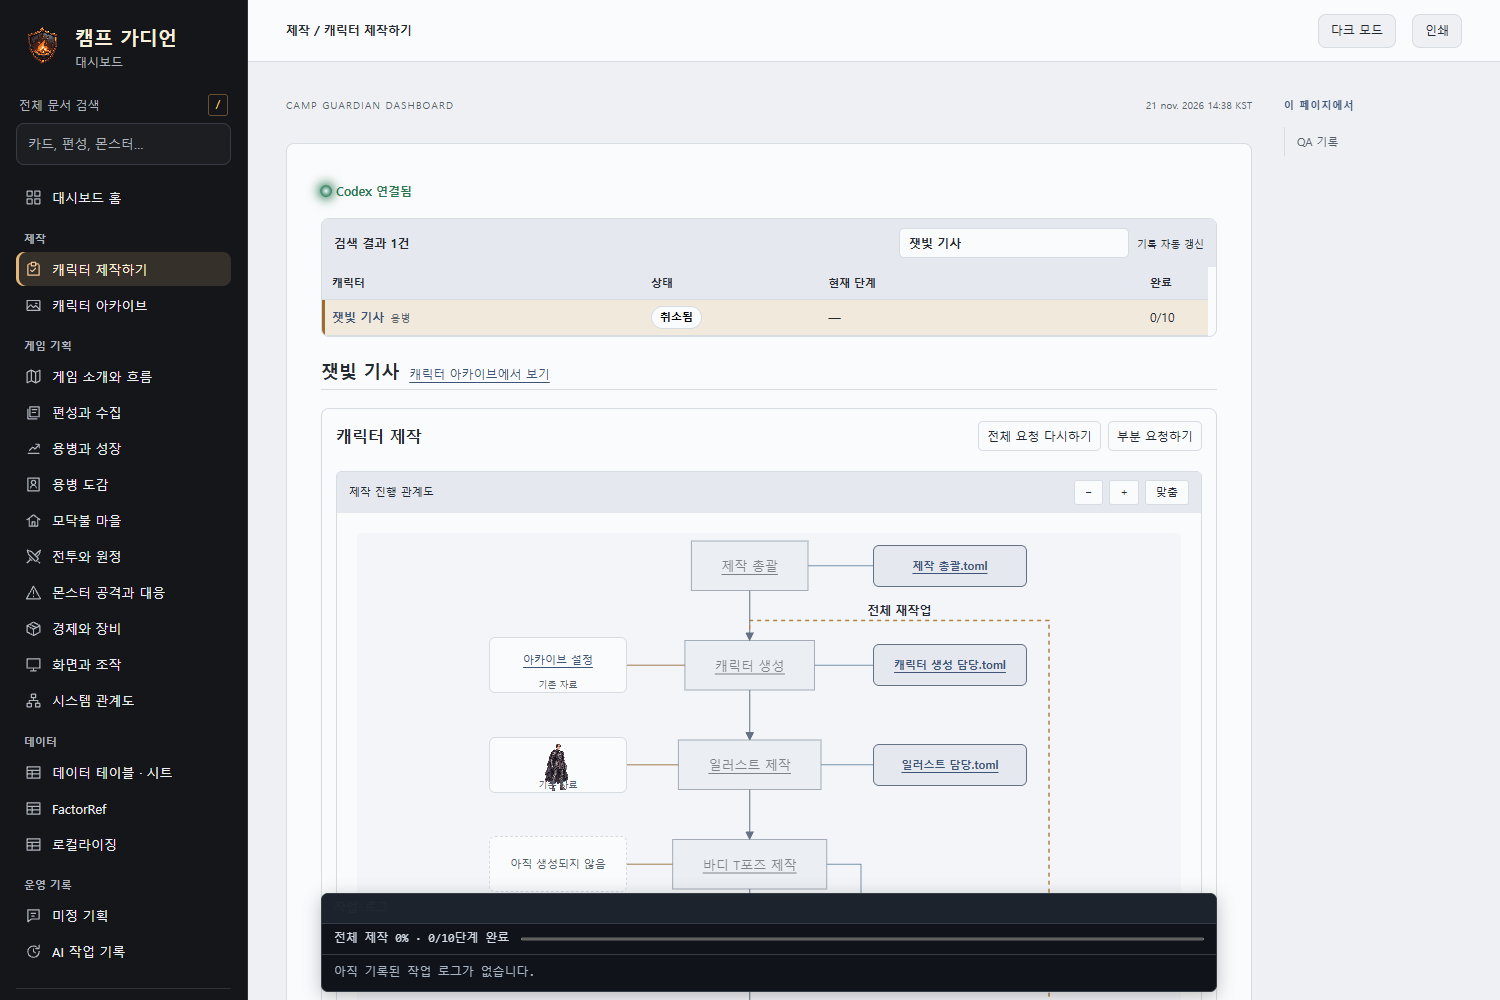 캠프 가디언
대시보드
전체 문서 검색 /
카드, 편성, 몬스터...
대시보드 홈
제작
캐릭터 제작하기
캐릭터 아카이브
게임 기획
게임 소개와 흐름
편성과 수집
용병과 성장
용병 도감
모닥불 마을
전투와 원정
몬스터 공격과 대응
경제와 장비
화면과 조작
시스템 관계도
데이터
데이터 테이블 · 시트
FactorRef
로컬라이징
운영 기록
미정 기획
AI 작업 기록
제작 / 캐릭터 제작하기
다크 모드
인쇄
CAMP GUARDIAN DASHBOARD
21 nov. 2026 14:38 KST
이 페이지에서
QA 기록
Codex 연결됨
검색 결과 1건
잿빛 기사
기록 자동 갱신
캐릭터 상태 현재 단계 완료
잿빛 기사 용병 취소됨 — 0/10
잿빛 기사 캐릭터 아카이브에서 보기
캐릭터 제작
전체 요청 다시하기
부분 요청하기
제작 진행 관계도
− + 맞춤
제작 총괄
제작 총괄.toml
전체 재작업
아카이브 설정
기존 자료
캐릭터 생성
캐릭터 생성 담당.toml
일러스트 제작
일러스트 담당.toml
아직 생성되지 않음
바디 T포즈 제작
전체 제작 0% · 0/10단계 완료
아직 기록된 작업 로그가 없습니다.